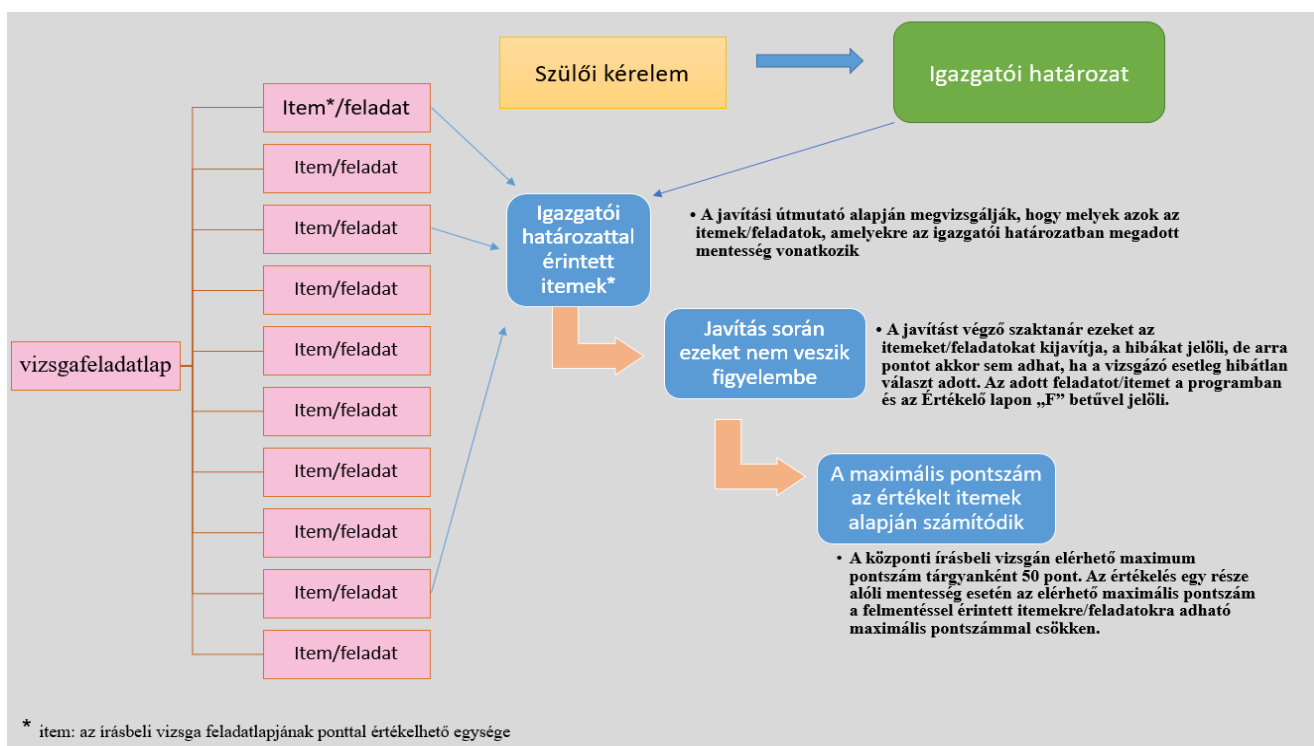 Szülői kérelem
Igazgatói határozat
vizsgafeladatlap
Item*/feladat
Item/feladat
Item/feladat
Item/feladat
Item/feladat
Item/feladat
Item/feladat
Item/feladat
Item/feladat
Item/feladat
Igazgatói
határozattal
érintett
itemek*
• A javítási útmutató alapján megvizsgálják, hogy melyek azok az
itemek/feladatok, amelyekre az igazgatói határozatban megadott
mentesség vonatkozik
Javítás során
ezeket nem veszik
figyelembe
• A javítást végző szaktanár ezeket az
itemeket/feladatokat kijavítja, a hibákat jelöli, de arra
pontot akkor sem adhat, ha a vizsgázó esetleg hibátlan
választ adott. Az adott feladatot/itemet a programban
és az Értékelő lapon „F” betűvel jelöli.
A maximális pontszám
az értékelt itemek
alapján számítódik
• A központi írásbeli vizsgán elérhető maximum
pontszám tárgyanként 50 pont. Az értékelés egy része
alóli mentesség esetén az elérhető maximális pontszám
a felmentéssel érintett itemekre/feladatokra adható
maximális pontszámmal csökken.
* item: az írásbeli vizsga feladatlapjának ponttal értékelhető egysége